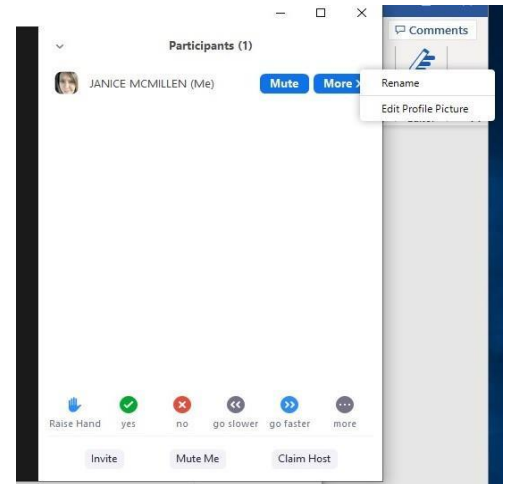 Comments
Participants (1)
JANICE MCMILLEN (Me)
Mute
More >
Rename
Edit Profile Picture
Raise Hand
yes
no
go slower
go faster
more
Invite
Mute Me
Claim Host